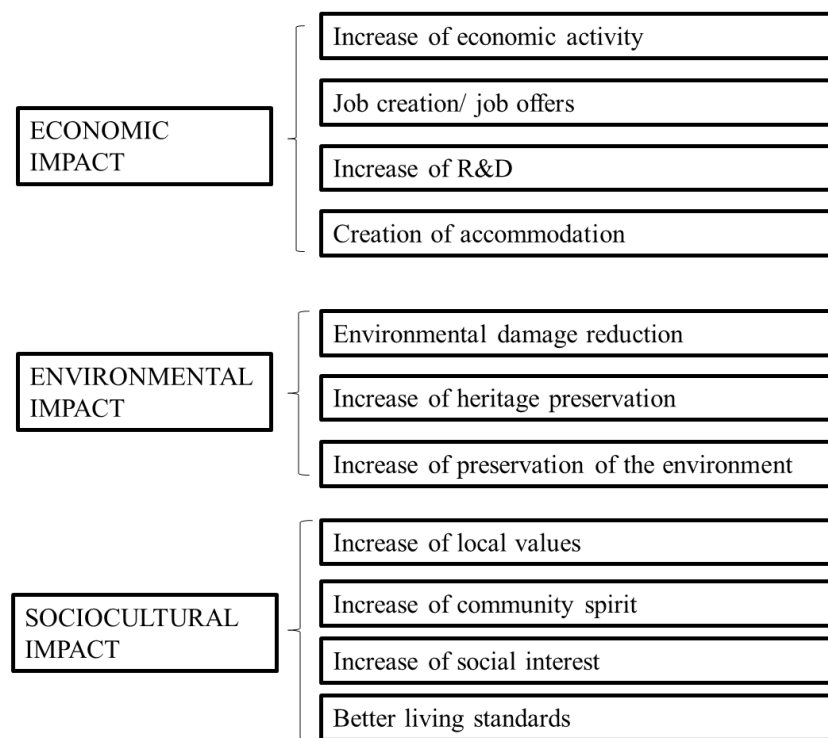 ECONOMIC
IMPACT
Increase of economic activity
Job creation/ job offers
Increase of R&D
Creation of accommodation
ENVIRONMENTAL
IMPACT
Environmental damage reduction
Increase of heritage preservation
Increase of preservation of the environment
SOCIOCULTURAL
IMPACT
Increase of local values
Increase of community spirit
Increase of social interest
Better living standards